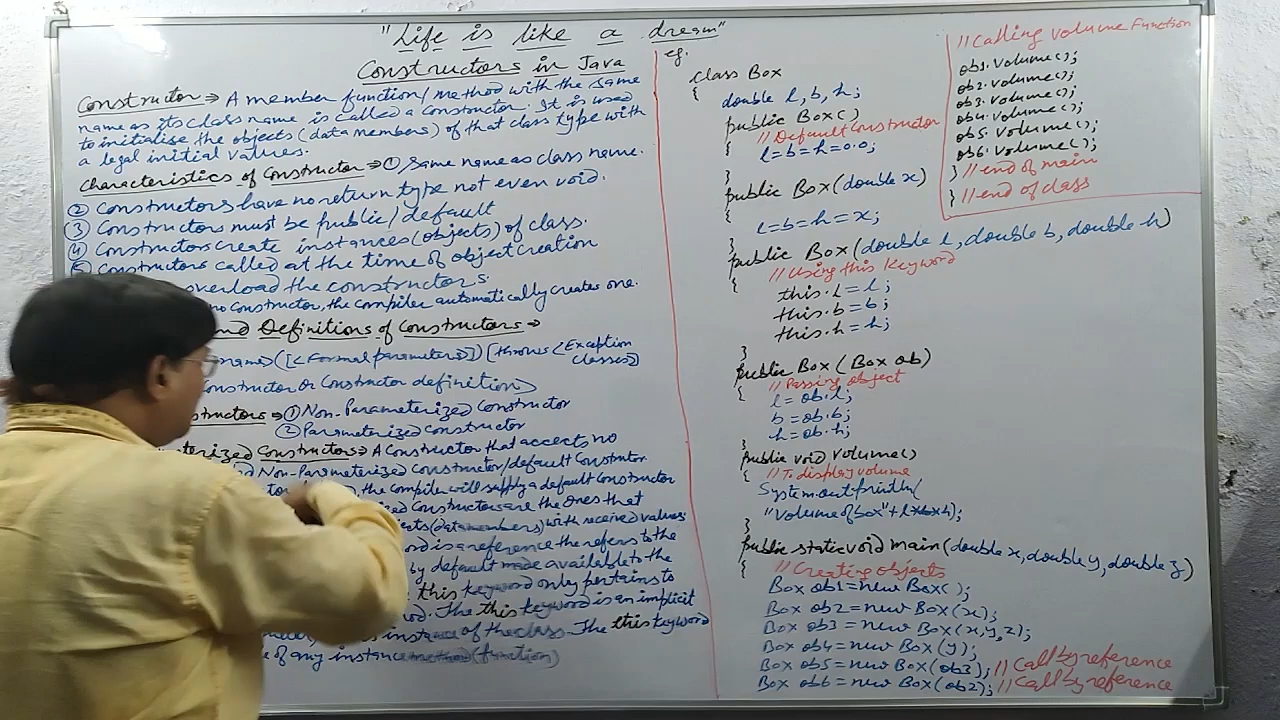 "Life is like a dream"
Constructors in Java
Constructor ⇒ A member function/method with the same
name as its class name is called a constructor. It is used
to initialise the objects (data members) of that class type with
a legal initial values.
Characteristics of Constructor ⇒ ① Same name as class name.
② Constructors have no return type not even void.
③ Constructors must be public/default
④ Constructors create instances (objects) of class.
⑤ Constructors called at the time of object creation
overload the constructors.
no constructor, the compiler automatically creates one.
and Definitions of Constructors ⇒
name ([<Formal parameters>]) [throws <Exception
classes>]
constructor or constructor definition)
structors ⇒ ① Non-Parameterized Constructor
② Parameterized constructor
terized Constructor ⇒ A Constructor that accects no
Non-Parameterized constructor/default Constrator
the compiler will supply a default constructor
Constructors are the ones that
jects (data members) with received values
is a reference the refers to the
by default made available to the
this keyword only pertains to
The this keyword is an implicit
instance of the class. The this keyword
of any instance method (function)
eg.
class Box
{
double l, b, h;
public Box()
// Default Constructor
{
l=b=h=0.0;
}
public Box(double x)
{
l=b=h=x;
}
public Box(double l, double b, double h)
// Using this Keyword
{
this.l=l;
this.b=b;
this.h=h;
}
public Box(Box ob)
// Passing object
{
l=ob.l;
b=ob.b;
h=ob.h;
}
public void volume()
{ // To display volume
System.out.println(
"Volume of box"+l*b*h);
}
public static void main(double x, double y, double z)
{ // Creating objects
Box ob1=new Box();
Box ob2=new Box(x);
Box ob3=new Box(x,y,z);
Box ob4=new Box(y);
Box ob5=new Box(ob3); // Call by reference
Box ob6=new Box(ob2); // Call by reference
// Calling volume Function
ob1.volume();
ob2.volume();
ob3.volume();
ob4.volume();
ob5.volume();
ob6.volume();
} // end of main
} // end of class